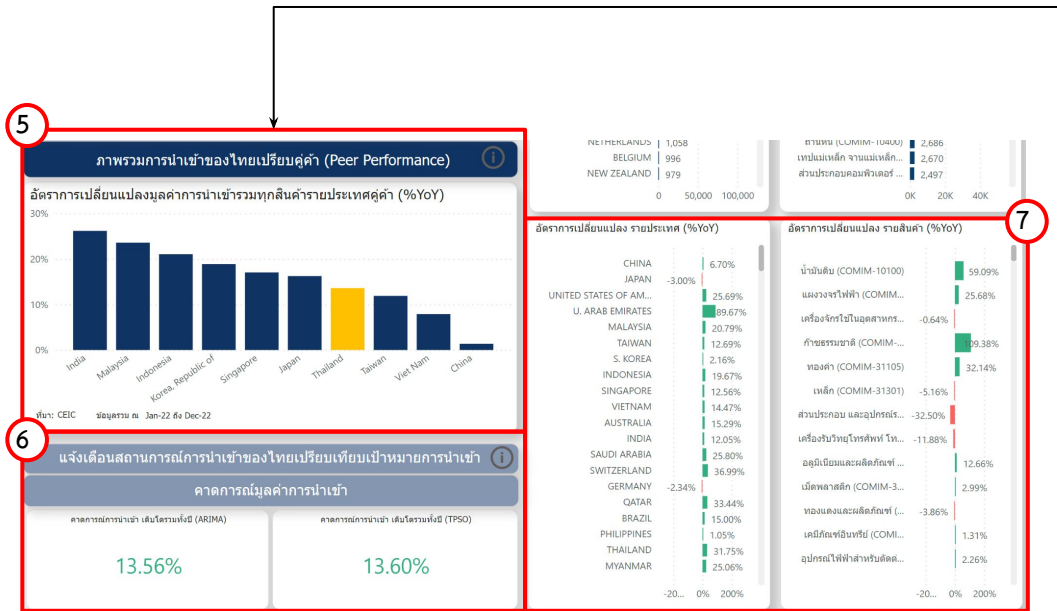 5
ภาพรวมการนำเข้าของไทยเปรียบคู่ค้า (Peer Performance)
i
อัตราการเปลี่ยนแปลงมูลค่าการนำเข้ารวมทุกสินค้ารายประเทศคู่ค้า (%YoY)
30%
20%
10%
0%
India
Malaysia
Indonesia
Korea, Republic of
Singapore
Japan
Thailand
Taiwan
Viet Nam
China
ที่มา: CEIC ข้อมูลรวม ณ Jan-22 ถึง Dec-22
6
แจ้งเตือนสถานการณ์การนำเข้าของไทยเปรียบเทียบเป้าหมายการนำเข้า
i
คาดการณ์มูลค่าการนำเข้า
คาดการณ์การนำเข้า เติบโตรวมทั้งปี (ARIMA)
13.56%
คาดการณ์การนำเข้า เติบโตรวมทั้งปี (TPSO)
13.60%
NETHERLANDS 1,058
BELGIUM 996
NEW ZEALAND 979
0 50,000 100,000
ถ่านหิน (COMIM-10400) 2,686
เทปแม่เหล็ก จานแม่เหล็ก... 2,670
ส่วนประกอบคอมพิวเตอร์ ... 2,497
0K 20K 40K
7
อัตราการเปลี่ยนแปลง รายประเทศ (%YoY)
CHINA 6.70%
JAPAN -3.00%
UNITED STATES OF AM... 25.69%
U. ARAB EMIRATES 89.67%
MALAYSIA 20.79%
TAIWAN 12.69%
S. KOREA 2.16%
INDONESIA 19.67%
SINGAPORE 12.56%
VIETNAM 14.47%
AUSTRALIA 15.29%
INDIA 12.05%
SAUDI ARABIA 25.80%
SWITZERLAND 36.99%
GERMANY -2.34%
QATAR 33.44%
BRAZIL 15.00%
PHILIPPINES 1.05%
THAILAND 31.75%
MYANMAR 25.06%
-20... 0% 200%
อัตราการเปลี่ยนแปลง รายสินค้า (%YoY)
น้ำมันดิบ (COMIM-10100) 59.09%
แผงวงจรไฟฟ้า (COMIM... 25.68%
เครื่องจักรใช้ในอุตสาหกร... -0.64%
ก๊าซธรรมชาติ (COMIM-... 109.38%
ทองคำ (COMIM-31105) 32.14%
เหล็ก (COMIM-31301) -5.16%
ส่วนประกอบ และอุปกรณ์ร... -32.50%
เครื่องรับวิทยุโทรศัพท์ โท... -11.88%
อลูมิเนียมและผลิตภัณฑ์ ... 12.66%
เม็ดพลาสติก (COMIM-3... 2.99%
ทองแดงและผลิตภัณฑ์ (... -3.86%
เคมีภัณฑ์อินทรีย์ (COMI... 1.31%
อุปกรณ์ไฟฟ้าสำหรับตัดต่... 2.26%
-20... 0% 200%